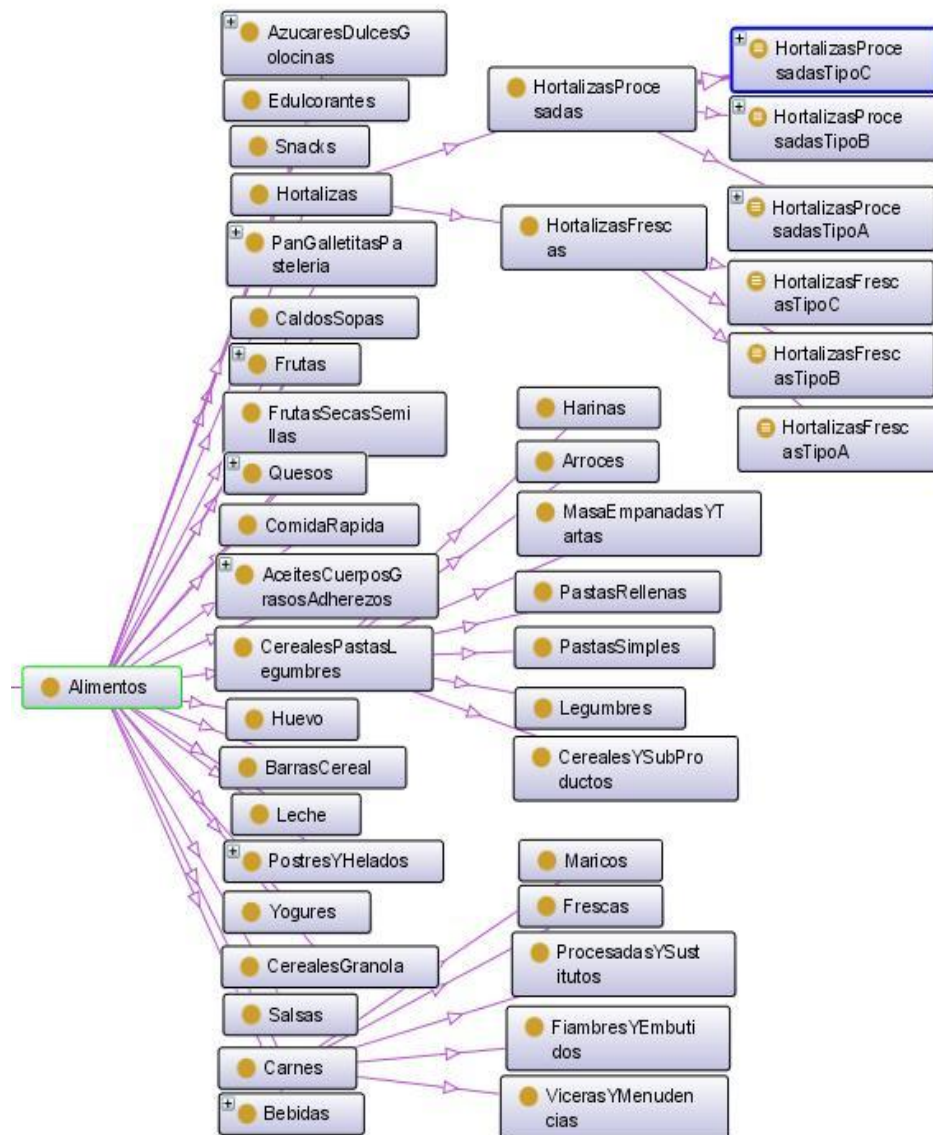 AzucaresDulcesG
olocinas
Edulcorantes
Snacks
Hortalizas
PanGalletitasPa
steleria
CaldosSopas
Frutas
FrutasSecasSemi
llas
Quesos
ComidaRapida
AceitesCuerposG
rasosAdherezos
CerealesPastasL
egumbres
Alimentos
Huevo
BarrasCereal
Leche
PostresYHelados
Yogures
CerealesGranola
Salsas
Carnes
Bebidas
HortalizasProce
sadas
HortalizasFresc
as
Harinas
Arroces
MasaEmpanadasYT
artas
PastasRellenas
PastasSimples
Legumbres
CerealesYSubPro
ductos
Maricos
Frescas
ProcesadasYSust
itutos
FiambresYEmbuti
dos
VicerasYMenuden
cias
HortalizasProce
sadasTipoC
HortalizasProce
sadasTipoB
HortalizasProce
sadasTipoA
HortalizasFresc
asTipoC
HortalizasFresc
asTipoB
HortalizasFresc
asTipoA